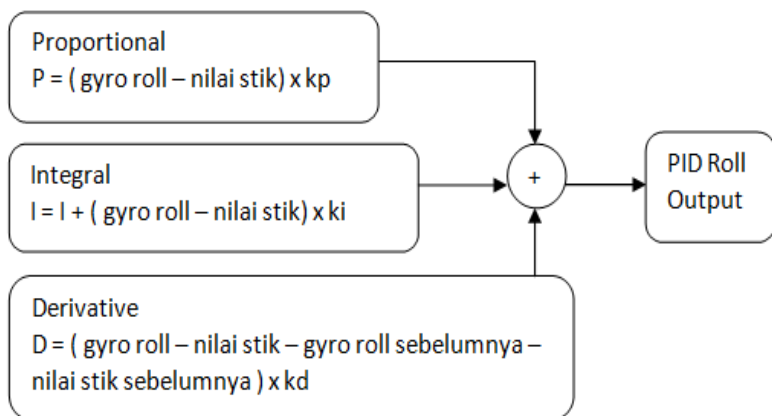 Proportional
P = ( gyro roll – nilai stik) x kp
Integral
I = I + ( gyro roll – nilai stik) x ki
Derivative
D = ( gyro roll – nilai stik – gyro roll sebelumnya –
nilai stik sebelumnya ) x kd
+
PID Roll
Output